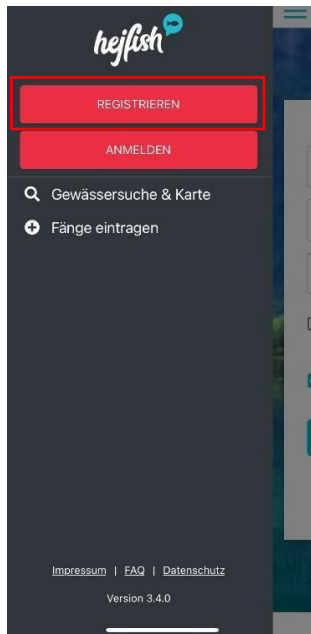 hejfish
REGISTRIEREN
ANMELDEN
Gewässersuche & Karte
Fänge eintragen
Impressum | FAQ | Datenschutz
Version 3.4.0